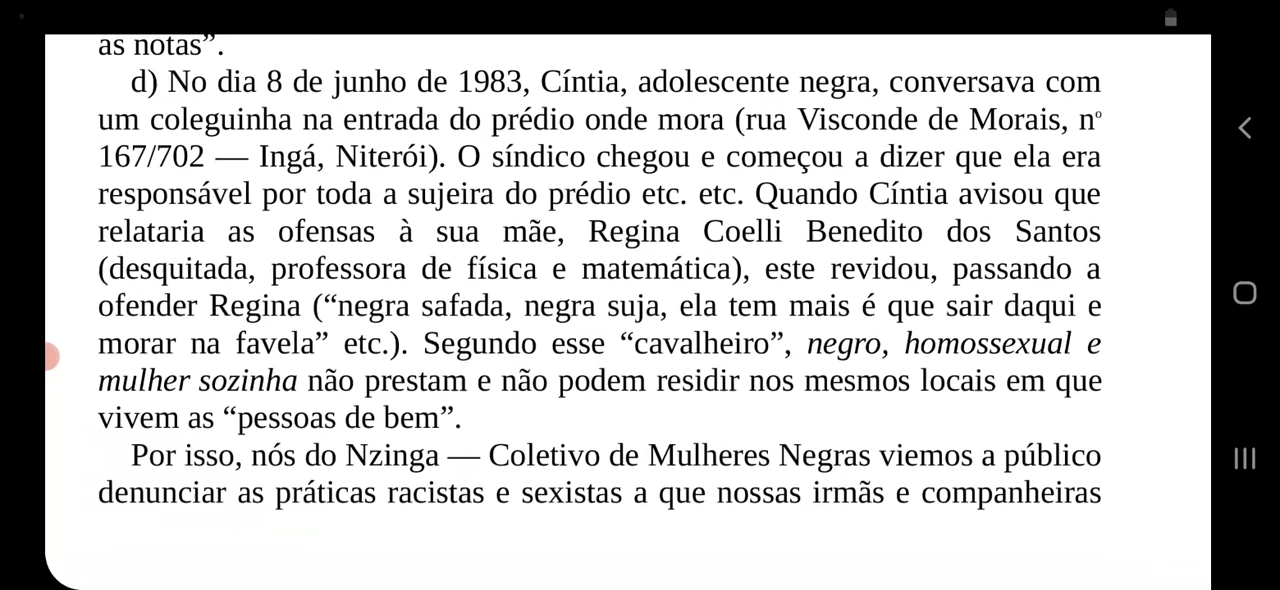 as notas”.
d) No dia 8 de junho de 1983, Cíntia, adolescente negra, conversava com
um coleguinha na entrada do prédio onde mora (rua Visconde de Morais, nº
167/702 — Ingá, Niterói). O síndico chegou e começou a dizer que ela era
responsável por toda a sujeira do prédio etc. etc. Quando Cíntia avisou que
relataria as ofensas à sua mãe, Regina Coelli Benedito dos Santos
(desquitada, professora de física e matemática), este revidou, passando a
ofender Regina (“negra safada, negra suja, ela tem mais é que sair daqui e
morar na favela” etc.). Segundo esse “cavalheiro”, negro, homossexual e
mulher sozinha não prestam e não podem residir nos mesmos locais em que
vivem as “pessoas de bem”.
Por isso, nós do Nzinga — Coletivo de Mulheres Negras viemos a público
denunciar as práticas racistas e sexistas a que nossas irmãs e companheiras